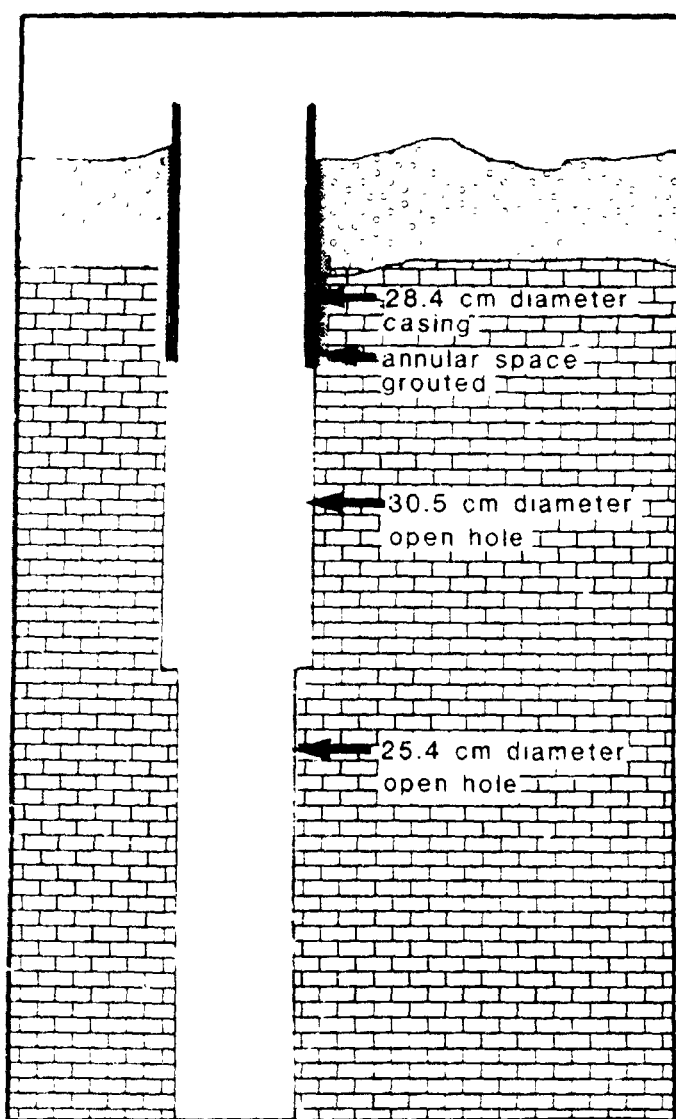 28.4 cm diameter
casing
annular space
grouted
30.5 cm diameter
open hole
25.4 cm diameter
open hole